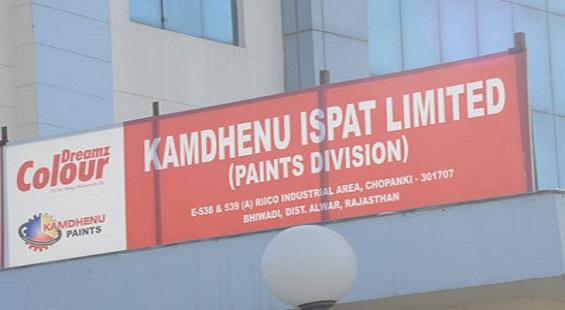 Colour Dreamz
KAMDHENU
PAINTS
KAMDHENU ISPAT LIMITED
(PAINTS DIVISION)
E-538 & 539 (A) RIICO INDUSTRIAL AREA, CHOPANKI - 301707
BHIWADI, DIST. ALWAR, RAJASTHAN